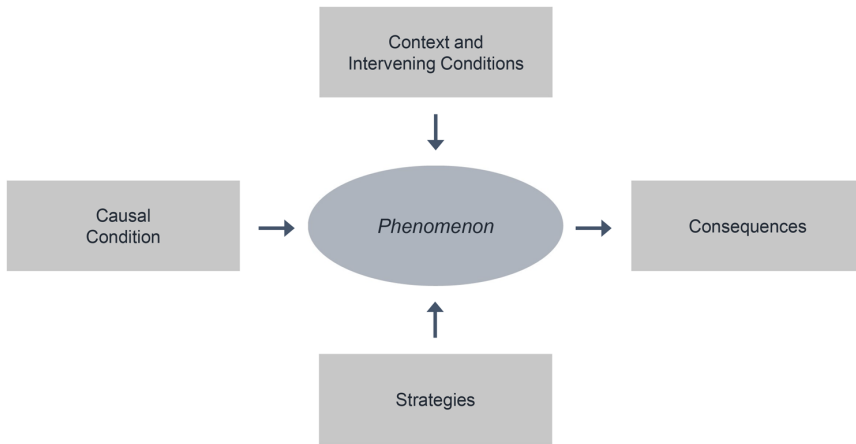 Context and
Intervening Conditions
Causal
Condition
Phenomenon
Consequences
Strategies